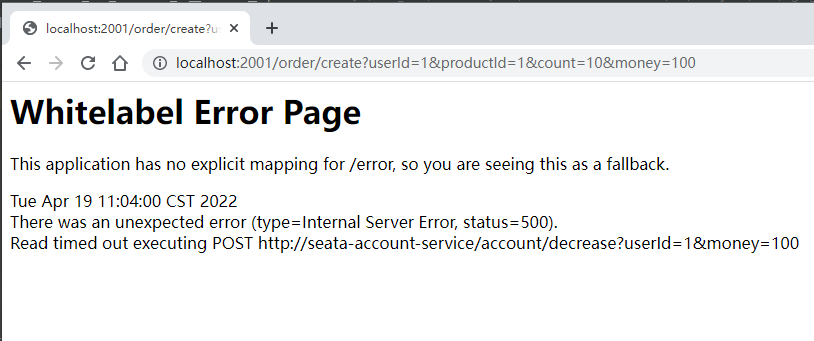 localhost:2001/order/create?u
localhost:2001/order/create?userId=1&productId=1&count=10&money=100
Whitelabel Error Page
This application has no explicit mapping for /error, so you are seeing this as a fallback.
Tue Apr 19 11:04:00 CST 2022
There was an unexpected error (type=Internal Server Error, status=500).
Read timed out executing POST http://seata-account-service/account/decrease?userId=1&money=100